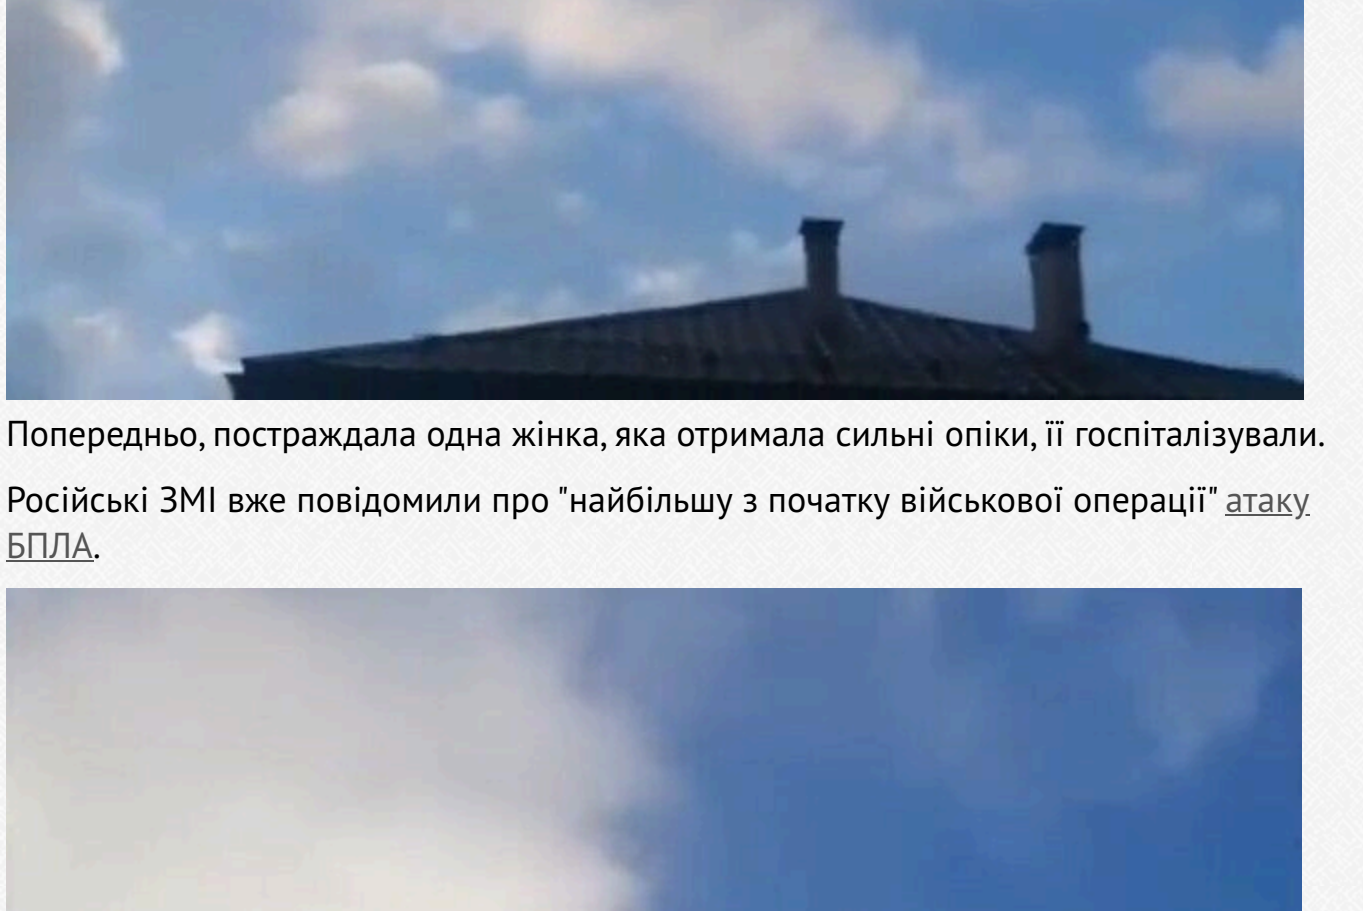 Попередньо, постраждала одна жінка, яка отримала сильні опіки, її госпіталізували.
Російські ЗМІ вже повідомили про "найбільшу з початку військової операції" атаку
БПЛА.